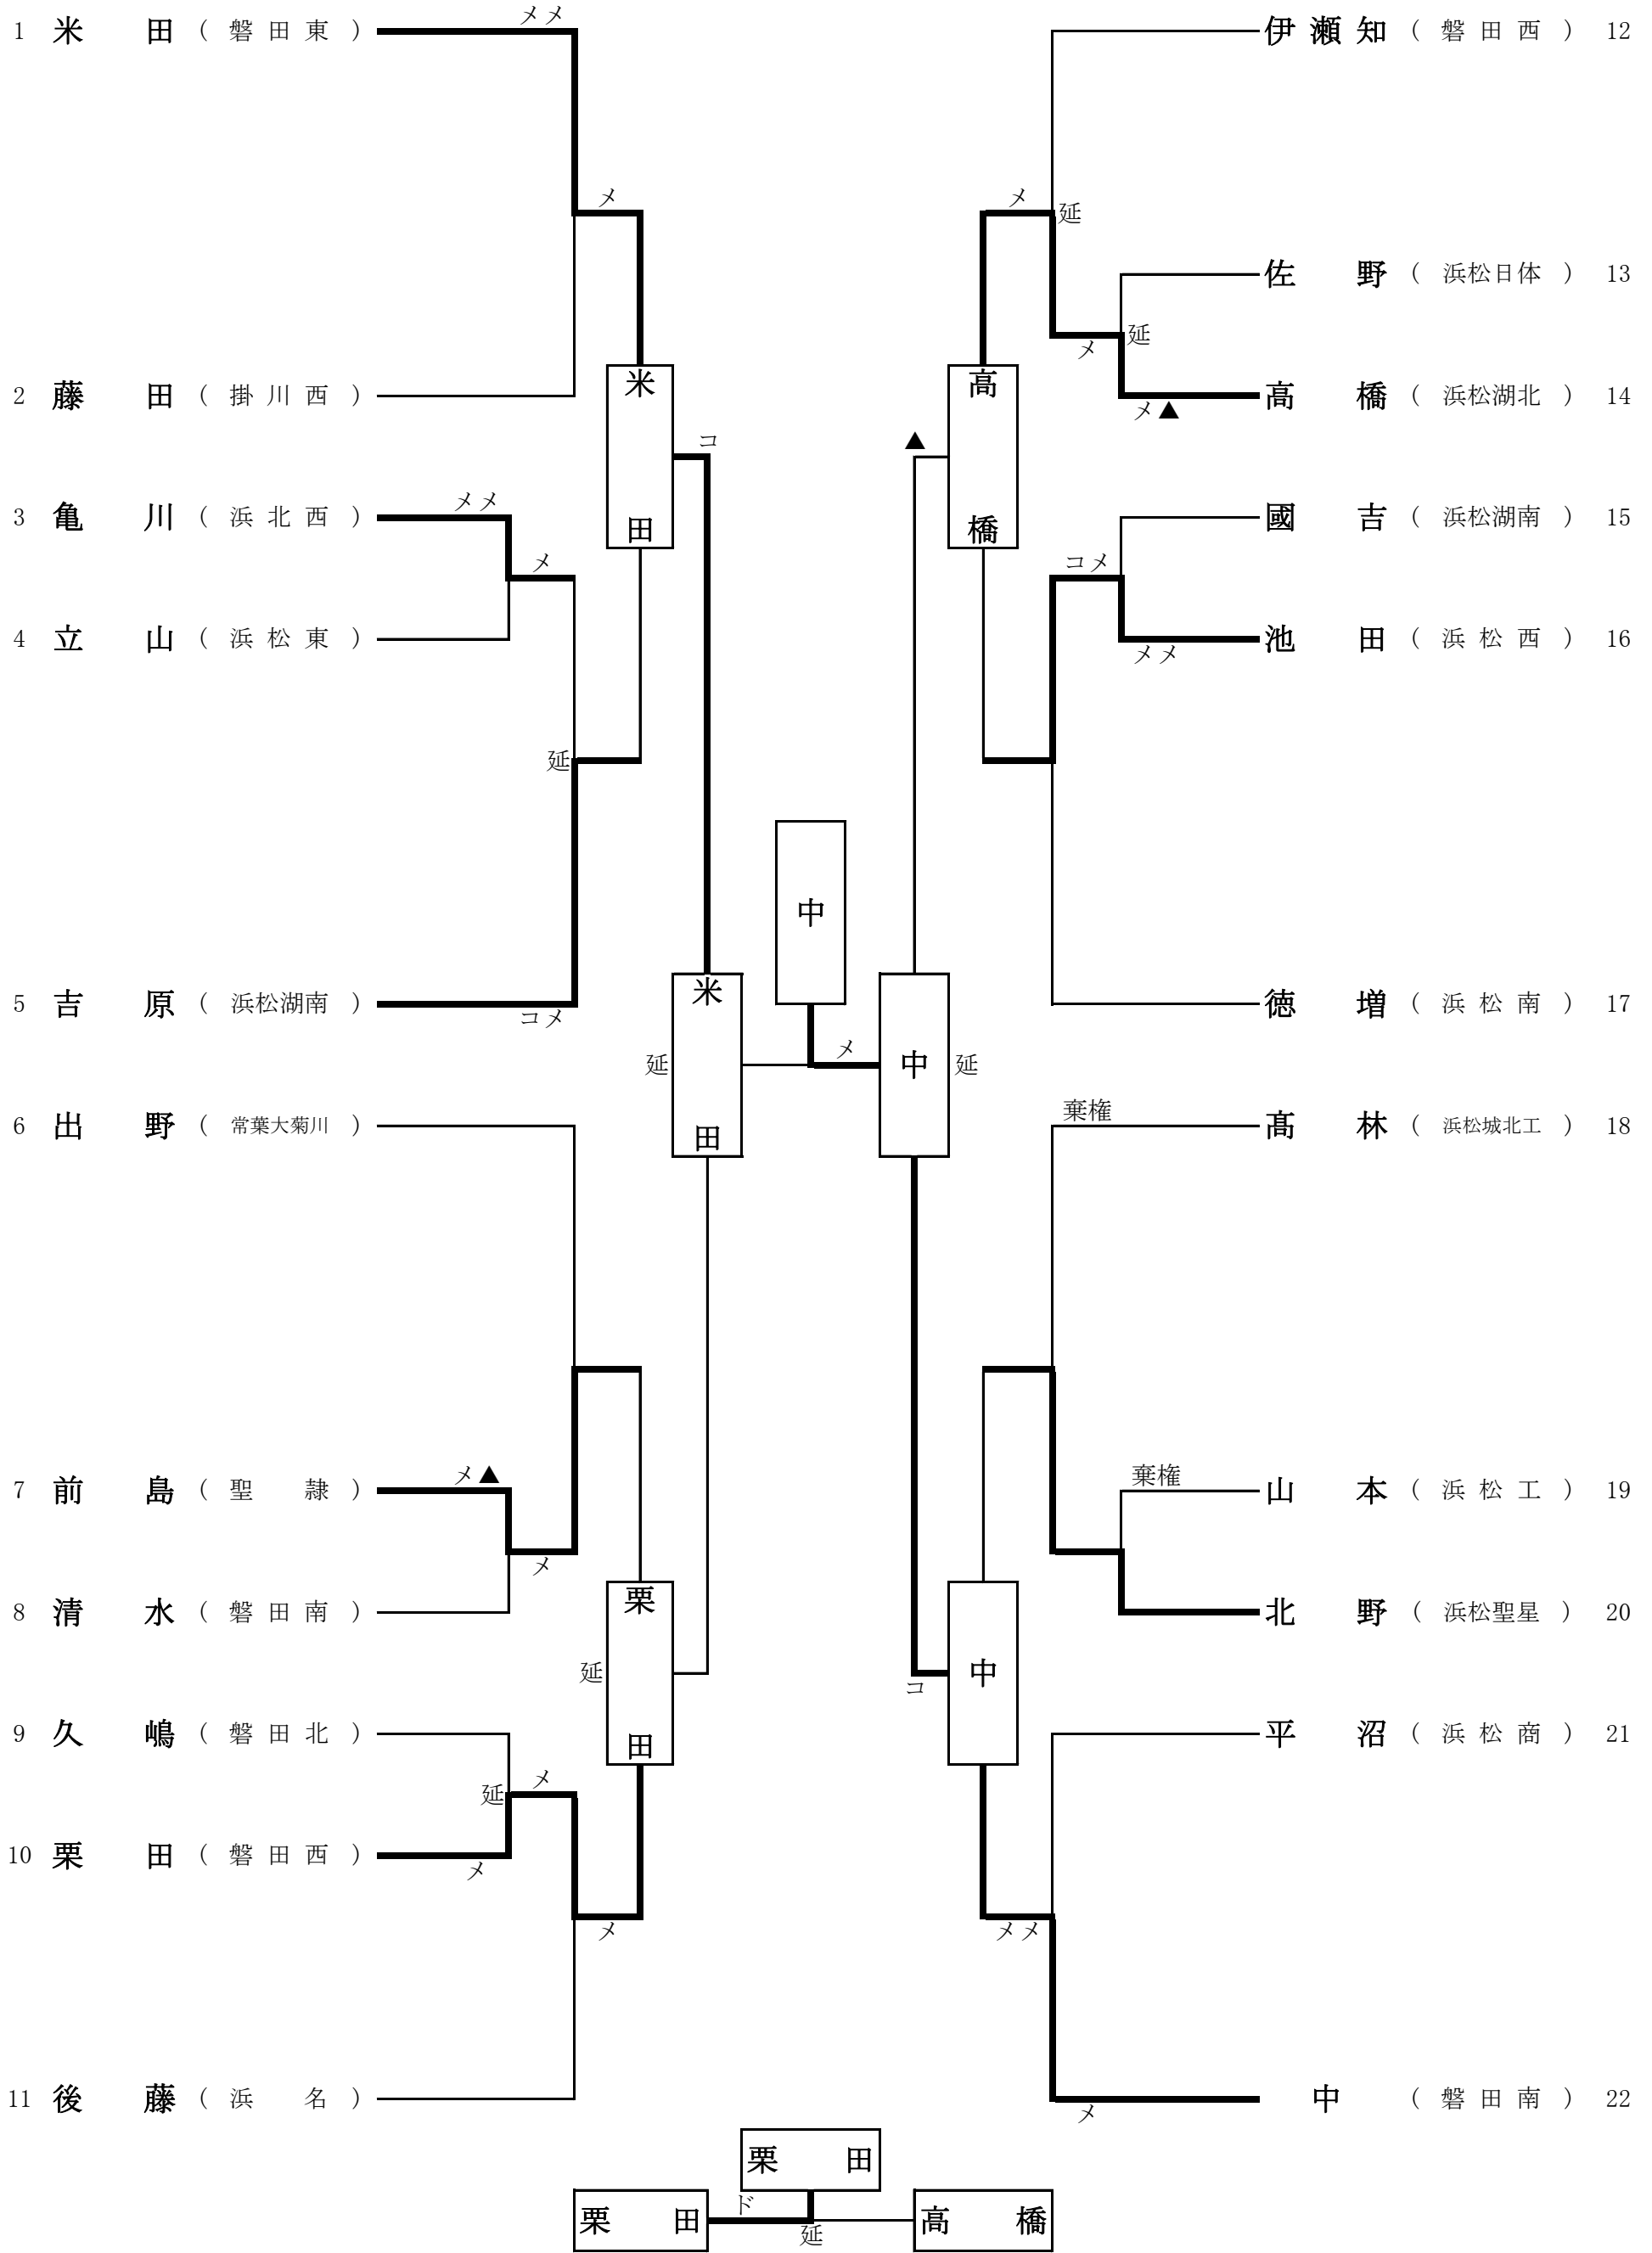 メメ
1 米田 （磐田東）
伊瀬知 （磐田西） 12
メ
メ
延
佐野 （浜松日体） 13
延
メ
米田
高橋
2 藤田 （掛川西）
高橋 （浜松湖北） 14
メ▲
コ
▲
メメ
3 亀川 （浜北西）
國吉 （浜松湖南） 15
メ
コメ
4 立山 （浜松東）
池田 （浜松西） 16
メメ
延
中
米田
中
5 吉原 （浜松湖南）
徳増 （浜松南） 17
コメ
延
メ
延
棄権
6 出野 （常葉大菊川）
髙林 （浜松城北工） 18
メ▲
棄権
7 前島 （聖隷）
山本 （浜松工） 19
メ
8 清水 （磐田南）
北野 （浜松聖星） 20
栗田
中
延
コ
9 久嶋 （磐田北）
平沼 （浜松商） 21
延
メ
10 栗田 （磐田西）
メ
メ
メメ
11 後藤 （浜名）
中 （磐田南） 22
メ
栗田
栗田
ド
延
高橋